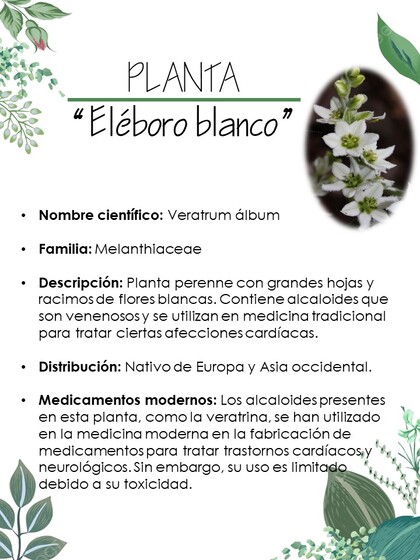 PLANTA
“Eléboro blanco”
• Nombre científico: Veratrum álbum
• Familia: Melanthiaceae
• Descripción: Planta perenne con grandes hojas y
racimos de flores blancas. Contiene alcaloides que
son venenosos y se utilizan en medicina tradicional
para tratar ciertas afecciones cardíacas.
• Distribución: Nativo de Europa y Asia occidental.
• Medicamentos modernos: Los alcaloides presentes
en esta planta, como la veratrina, se han utilizado
en la medicina moderna en la fabricación de
medicamentos para tratar trastornos cardíacos y
neurológicos. Sin embargo, su uso es limitado
debido a su toxicidad.